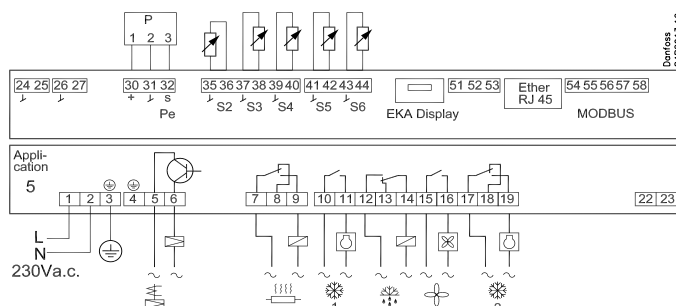 P
1 2 3
Danfoss
24 25 26 27 30 31 32 35 36 37 38 39 40 41 42 43 44 51 52 53 Ether RJ 45 54 55 56 57 58
+ s S2 S3 S4 S5 S6
Pe EKA Display MODBUS
Appli-
cation
5
1 2 3 4 5 6 7 8 9 10 11 12 13 14 15 16 17 18 19 22 23
L
N
230Va.c.